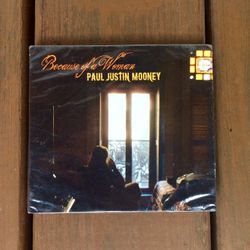 Because of a Woman
PAUL JUSTIN MOONEY